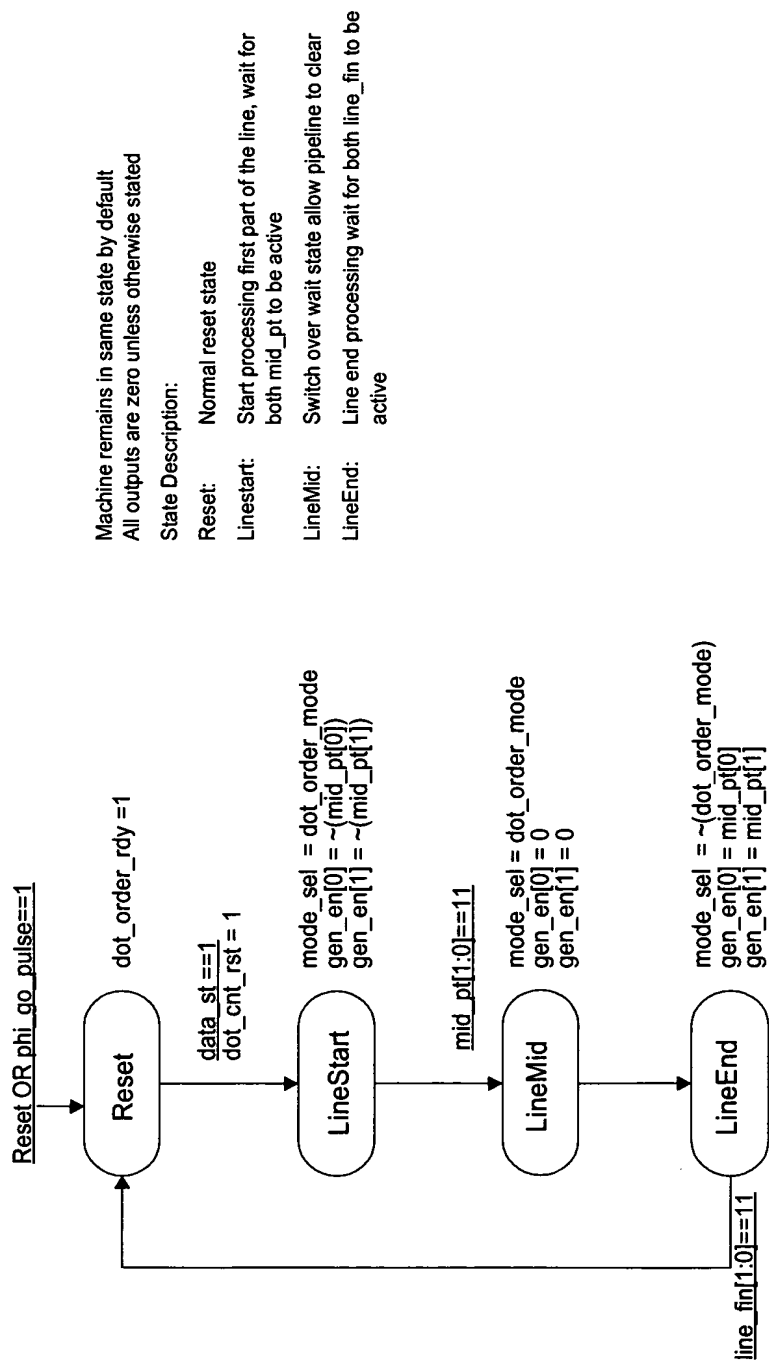 Reset OR phi_go_pulse==1
Reset
dot_order_rdy =1
data_st ==1
dot_cnt_rst = 1
LineStart
mode_sel = dot_order_mode
gen_en[0] = ~(mid_pt[0])
gen_en[1] = ~(mid_pt[1])
mid_pt[1:0]==11
LineMid
mode_sel = dot_order_mode
gen_en[0] = 0
gen_en[1] = 0
LineEnd
mode_sel = ~(dot_order_mode)
gen_en[0] = mid_pt[0]
gen_en[1] = mid_pt[1]
line_fin[1:0]==11
Machine remains in same state by default
All outputs are zero unless otherwise stated
State Description:
Reset: Normal reset state
Linestart: Start processing first part of the line, wait for
both mid_pt to be active
LineMid: Switch over wait state allow pipeline to clear
LineEnd: Line end processing wait for both line_fin to be
active